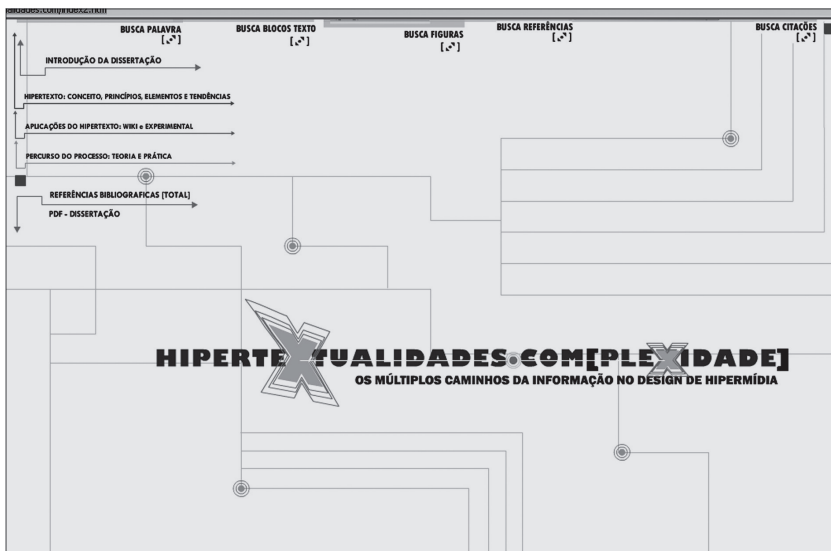 BUSCA PALAVRA
[ ]
BUSCA BLOCOS TEXTO
[ ]
BUSCA FIGURAS
[ ]
BUSCA REFERÊNCIAS
[ ]
BUSCA CITAÇÕES
[ ]
INTRODUÇÃO DA DISSERTAÇÃO
HIPERTEXTO: CONCEITO, PRINCÍPIOS, ELEMENTOS E TENDÊNCIAS
APLICAÇÕES DO HIPERTEXTO: WIKI e EXPERIMENTAL
PERCURSO DO PROCESSO: TEORIA E PRÁTICA
REFERÊNCIAS BIBLIOGRAFICAS [TOTAL]
PDF - DISSERTAÇÃO
HIPERTEXTUALIDADES.COM[PLEXIDADE]
OS MÚLTIPLOS CAMINHOS DA INFORMAÇÃO NO DESIGN DE HIPERMÍDIA